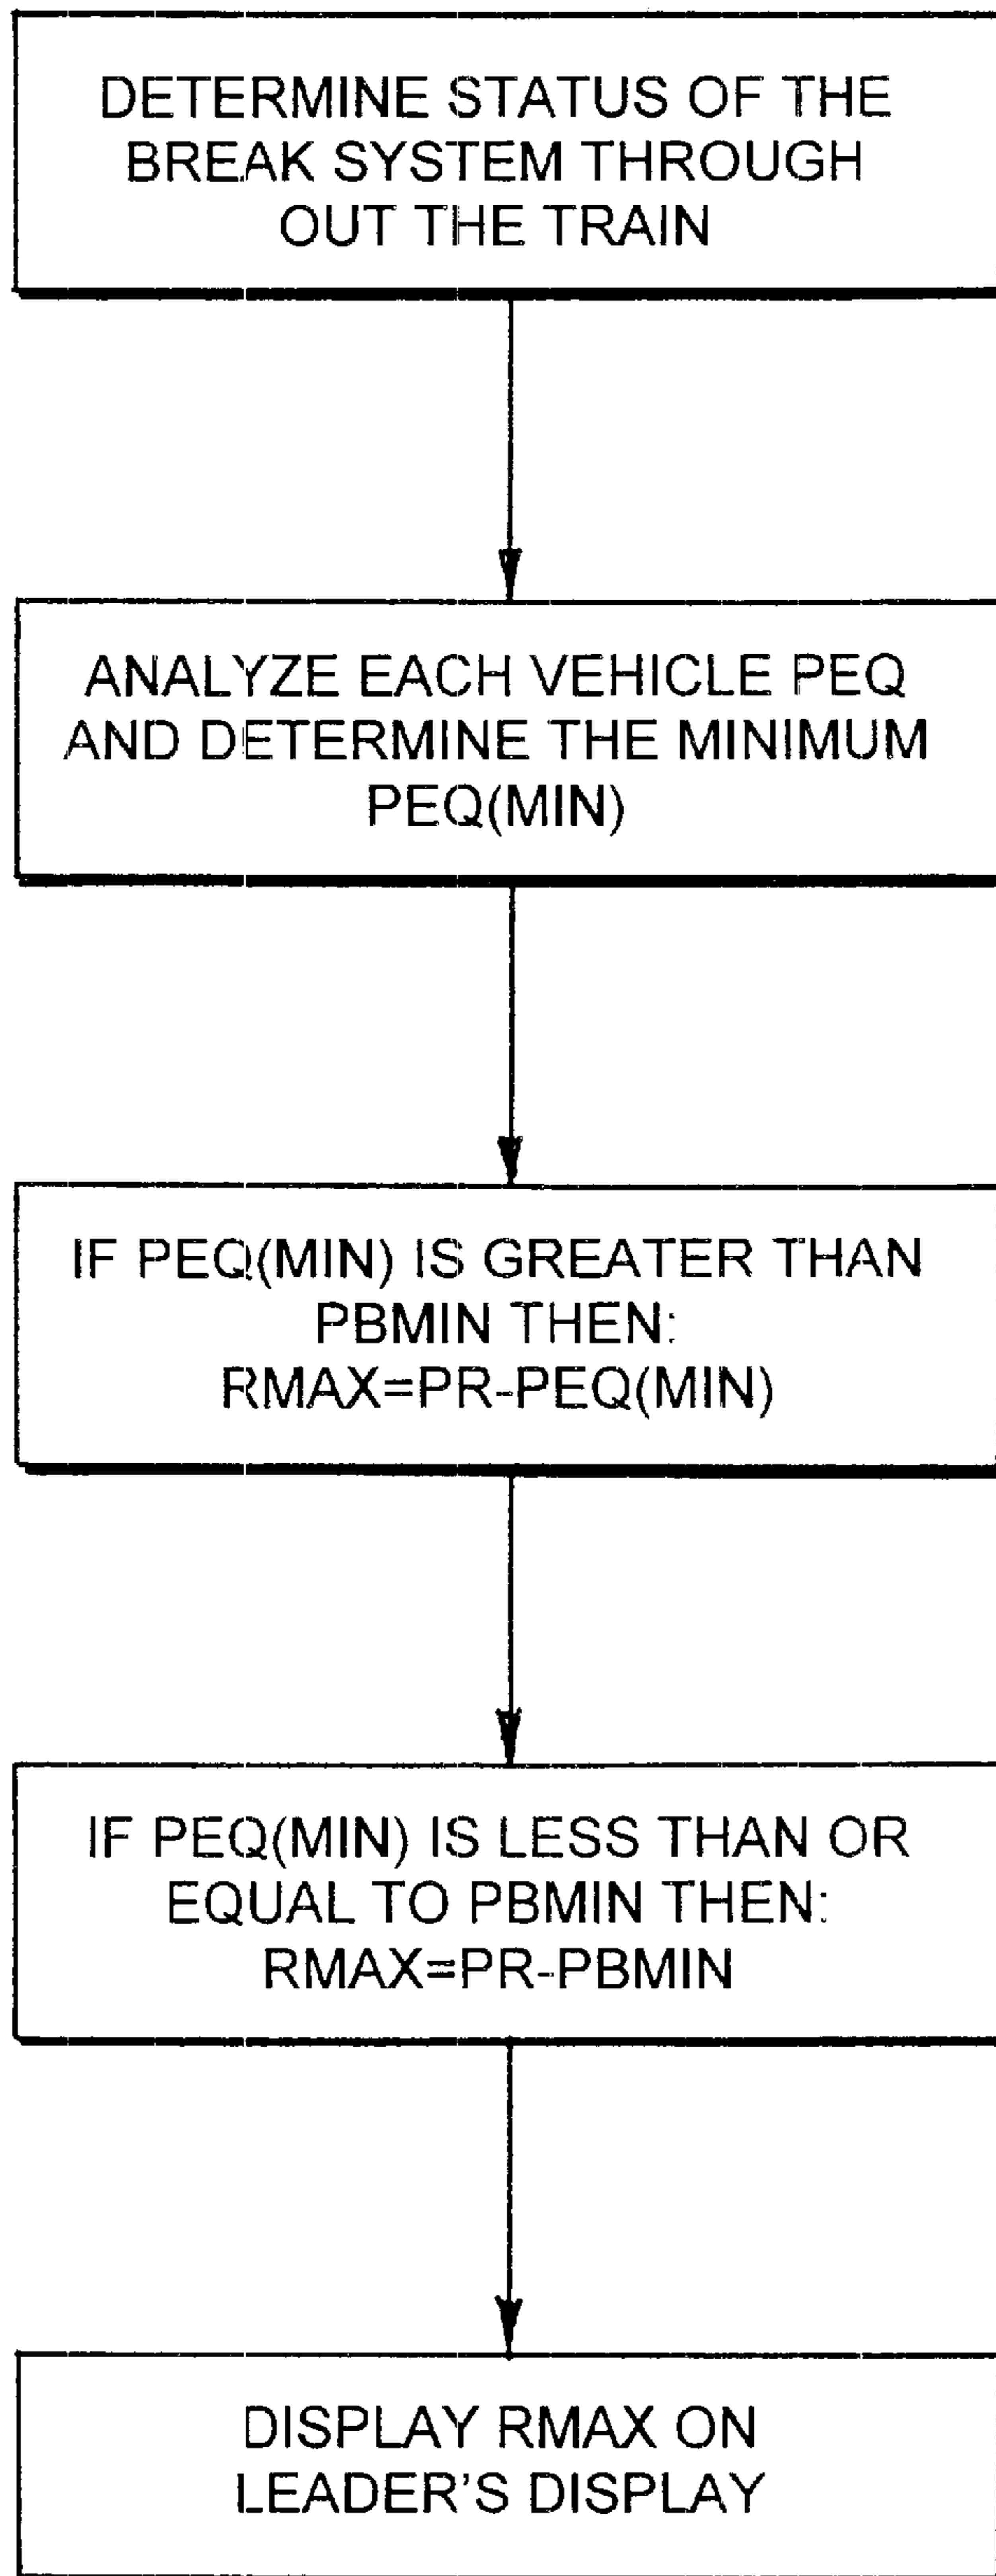 DETERMINE STATUS OF THE
BREAK SYSTEM THROUGH
OUT THE TRAIN
ANALYZE EACH VEHICLE PEQ
AND DETERMINE THE MINIMUM
PEQ(MIN)
IF PEQ(MIN) IS GREATER THAN
PBMIN THEN:
RMAX=PR-PEQ(MIN)
IF PEQ(MIN) IS LESS THAN OR
EQUAL TO PBMIN THEN:
RMAX=PR-PBMIN
DISPLAY RMAX ON
LEADER'S DISPLAY